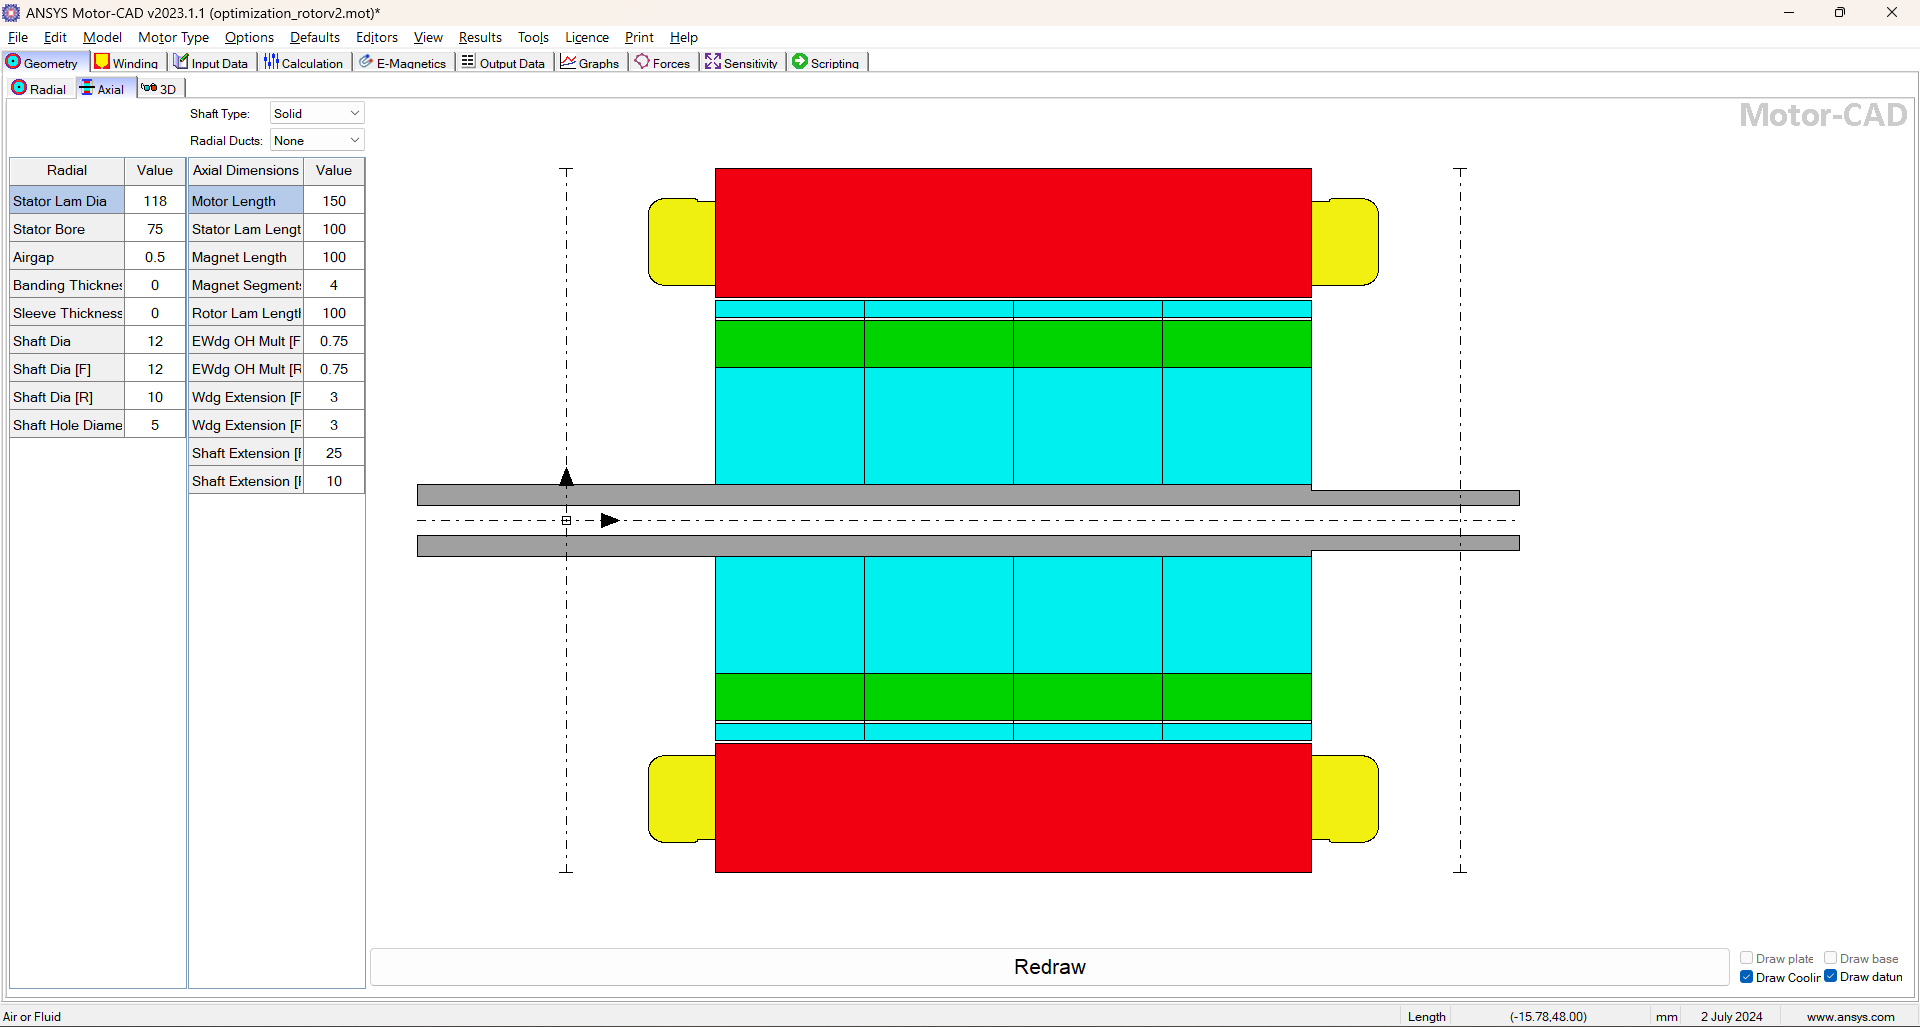 ANSYS Motor-CAD v2023.1.1 (optimization_rotorv2.mot)*
File Edit Model Motor Type Options Defaults Editors View Results Tools Licence Print Help
Geometry Winding Input Data Calculation E-Magnetics Output Data Graphs Forces Sensitivity Scripting
Radial Axial 3D
Shaft Type: Solid
Radial Ducts: None
Motor-CAD
Radial Value Axial Dimensions Value
Stator Lam Dia 118 Motor Length 150
Stator Bore 75 Stator Lam Lengt 100
Airgap 0.5 Magnet Length 100
Banding Thicknes 0 Magnet Segments 4
Sleeve Thickness 0 Rotor Lam Length 100
Shaft Dia 12 EWdg OH Mult [F 0.75
Shaft Dia [F] 12 EWdg OH Mult [R 0.75
Shaft Dia [R] 10 Wdg Extension [F 3
Shaft Hole Diame 5 Wdg Extension [R 3
Shaft Extension [F 25
Shaft Extension [R 10
Redraw
Draw plate Draw base
Draw Coolin Draw datun
Air or Fluid Length (-15.78,48.00) mm 2 July 2024 www.ansys.com